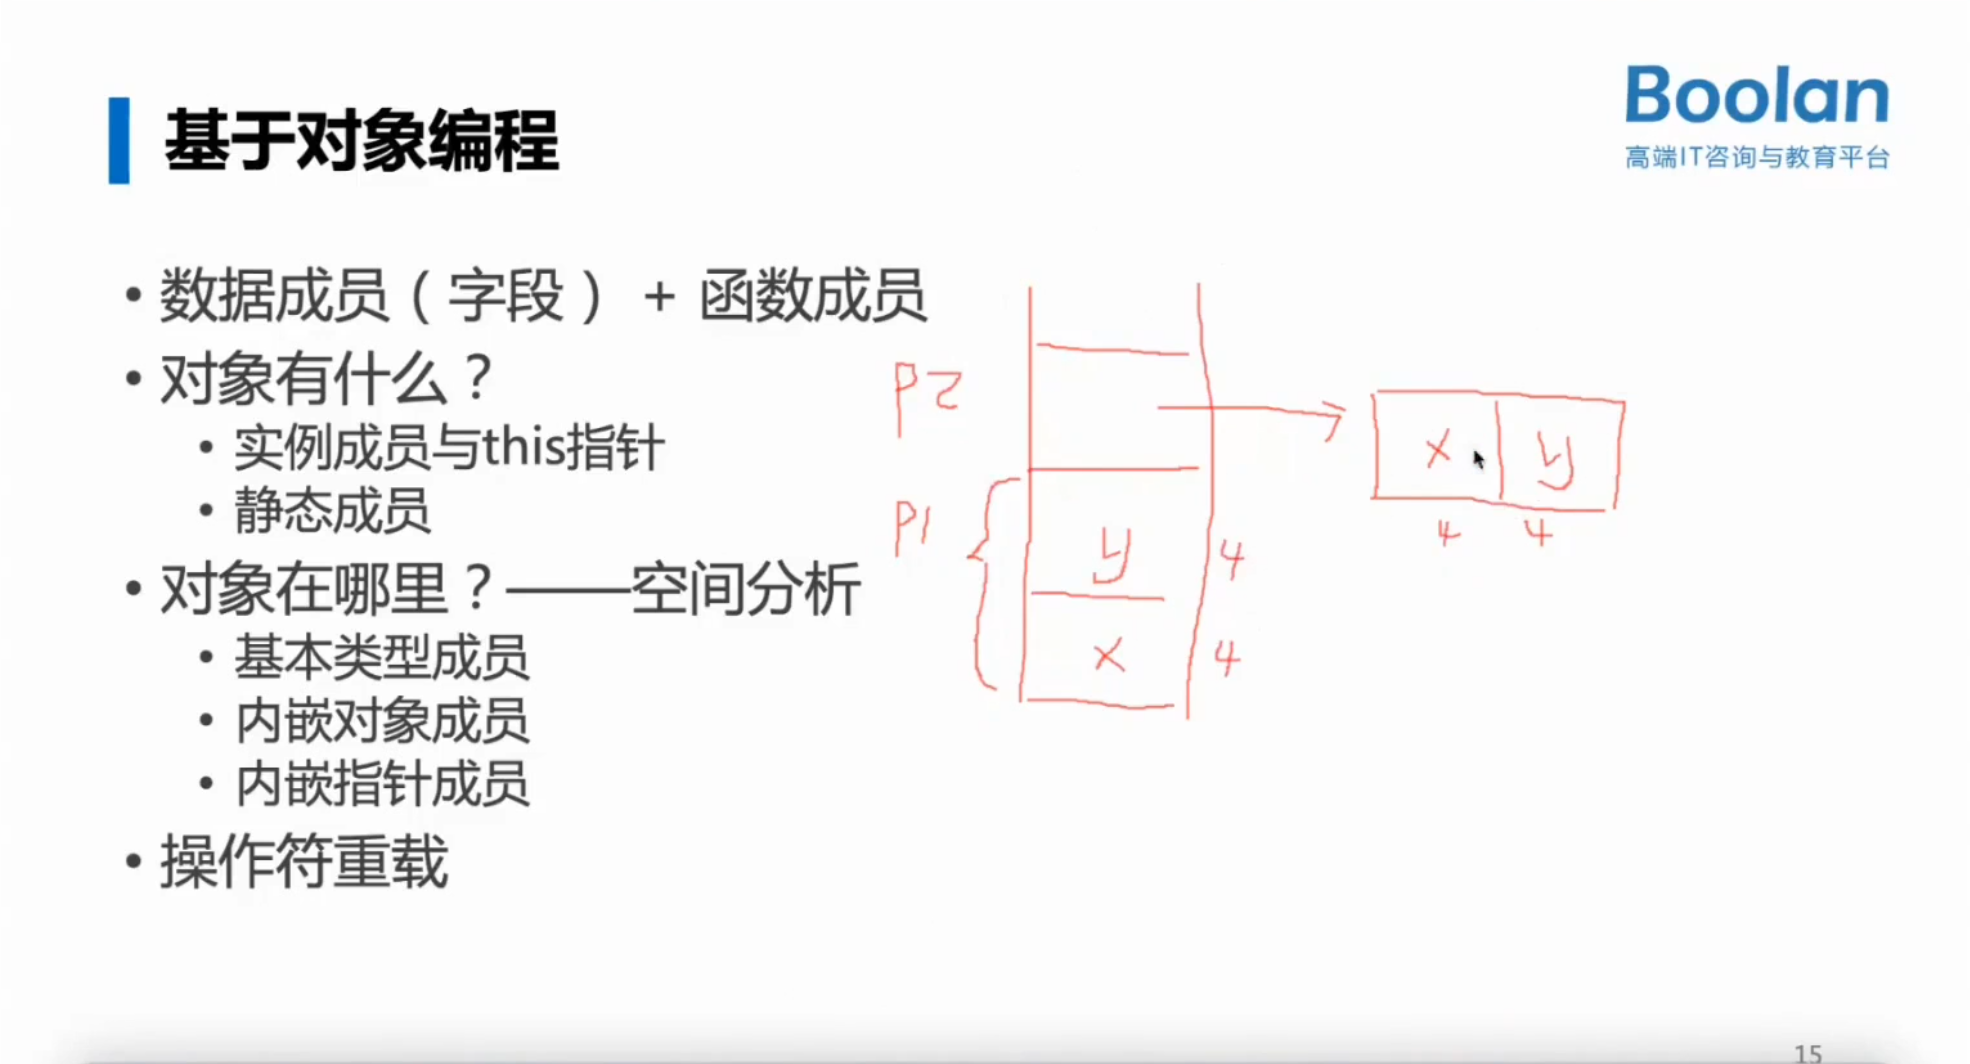 基于对象编程
Boolan
高端IT咨询与教育平台
• 数据成员（字段） + 函数成员
• 对象有什么？
• 实例成员与this指针
• 静态成员
• 对象在哪里？——空间分析
• 基本类型成员
• 内嵌对象成员
• 内嵌指针成员
• 操作符重载
P2
x y
4 4
P1
y 4
x 4
15